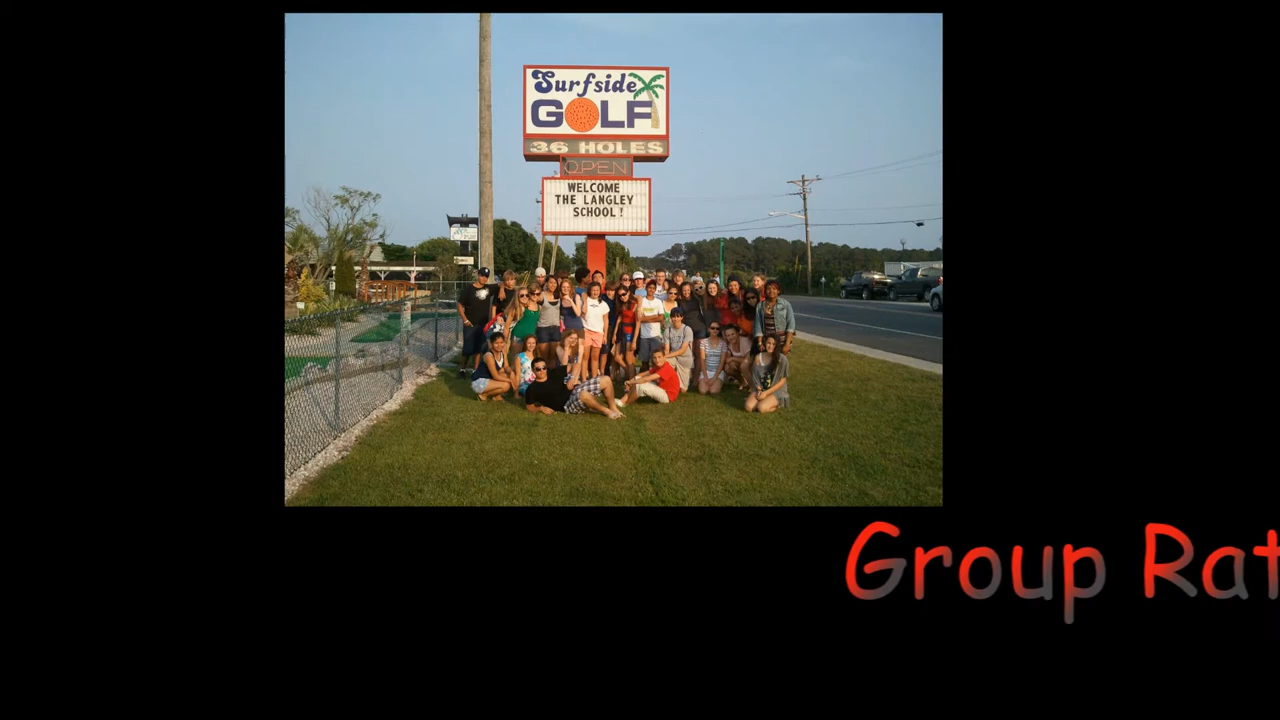 Surfside
GOLF
36 HOLES
OPEN
WELCOME
THE LANGLEY
SCHOOL!
Group Rat